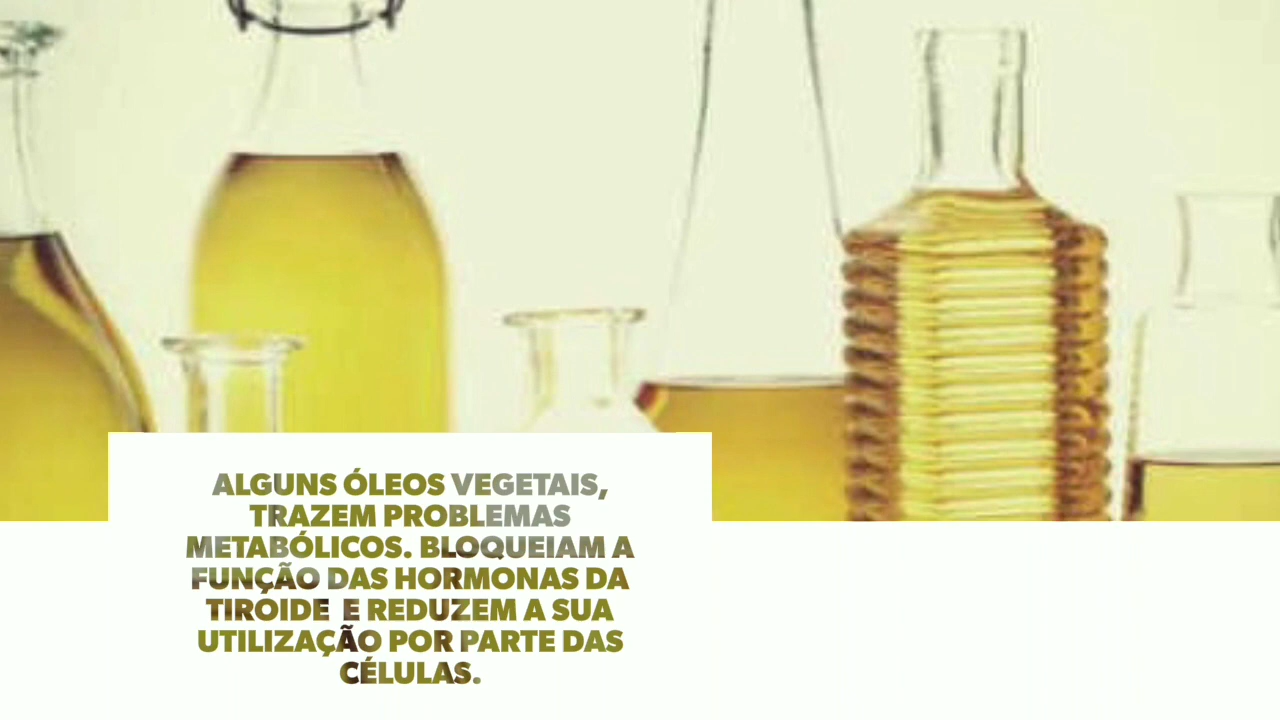 ALGUNS ÓLEOS VEGETAIS,
TRAZEM PROBLEMAS
METABÓLICOS. BLOQUEIAM A
FUNÇÃO DAS HORMONAS DA
TIROIDE E REDUZEM A SUA
UTILIZAÇÃO POR PARTE DAS
CÉLULAS.